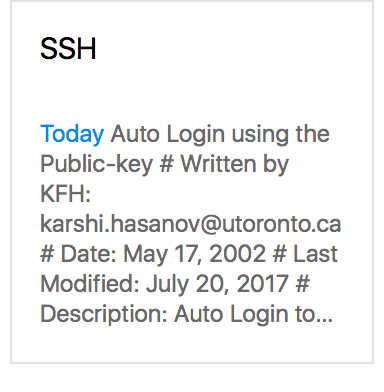 SSH
Today Auto Login using the
Public-key # Written by
KFH:
karshi.hasanov@utoronto.ca
# Date: May 17, 2002 # Last
Modified: July 20, 2017 #
Description: Auto Login to...